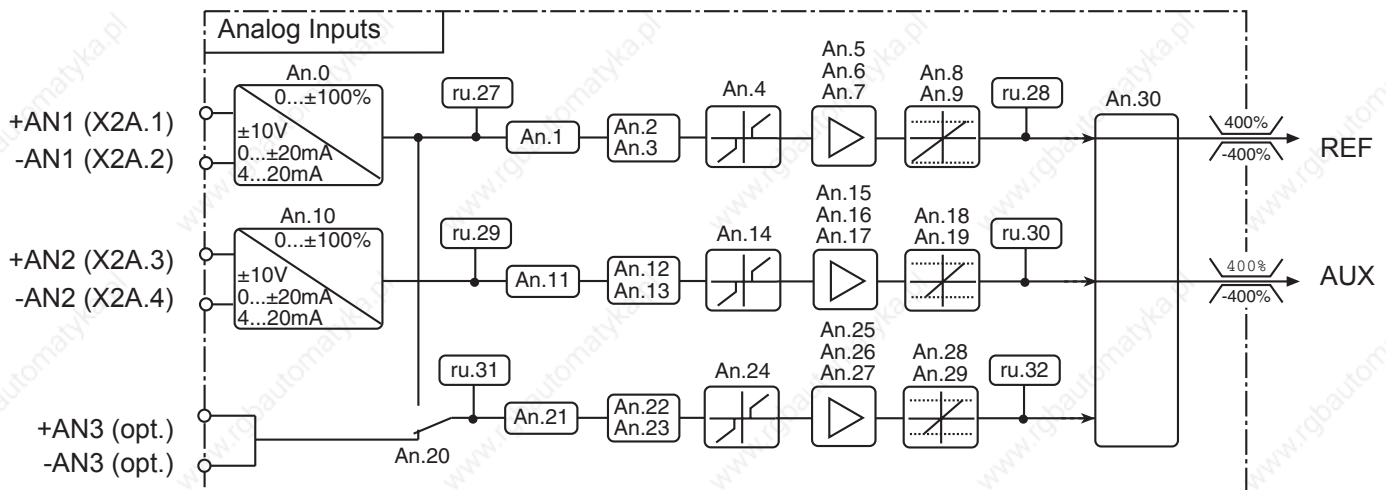 Analog Inputs
An.0
0...±100%
±10V
0...±20mA
4...20mA
+AN1 (X2A.1)
-AN1 (X2A.2)
ru.27
An.1
An.2
An.3
An.4
An.5
An.6
An.7
An.8
An.9
ru.28
An.30
400%
-400%
REF
An.10
0...±100%
±10V
0...±20mA
4...20mA
+AN2 (X2A.3)
-AN2 (X2A.4)
ru.29
An.11
An.12
An.13
An.14
An.15
An.16
An.17
An.18
An.19
ru.30
400%
-400%
AUX
+AN3 (opt.)
-AN3 (opt.)
An.20
ru.31
An.21
An.22
An.23
An.24
An.25
An.26
An.27
An.28
An.29
ru.32
www.rgbautomatyka.pl